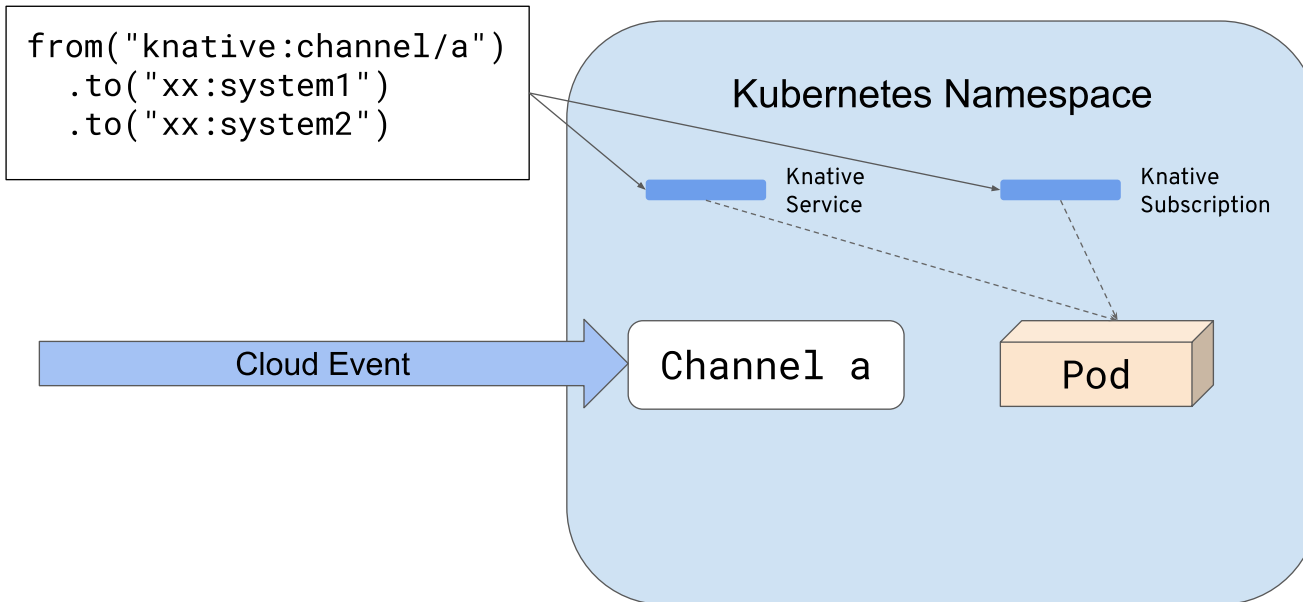 from("knative:channel/a")
  .to("xx:system1")
  .to("xx:system2")
Kubernetes Namespace
Knative
Service
Knative
Subscription
Cloud Event
Channel a
Pod